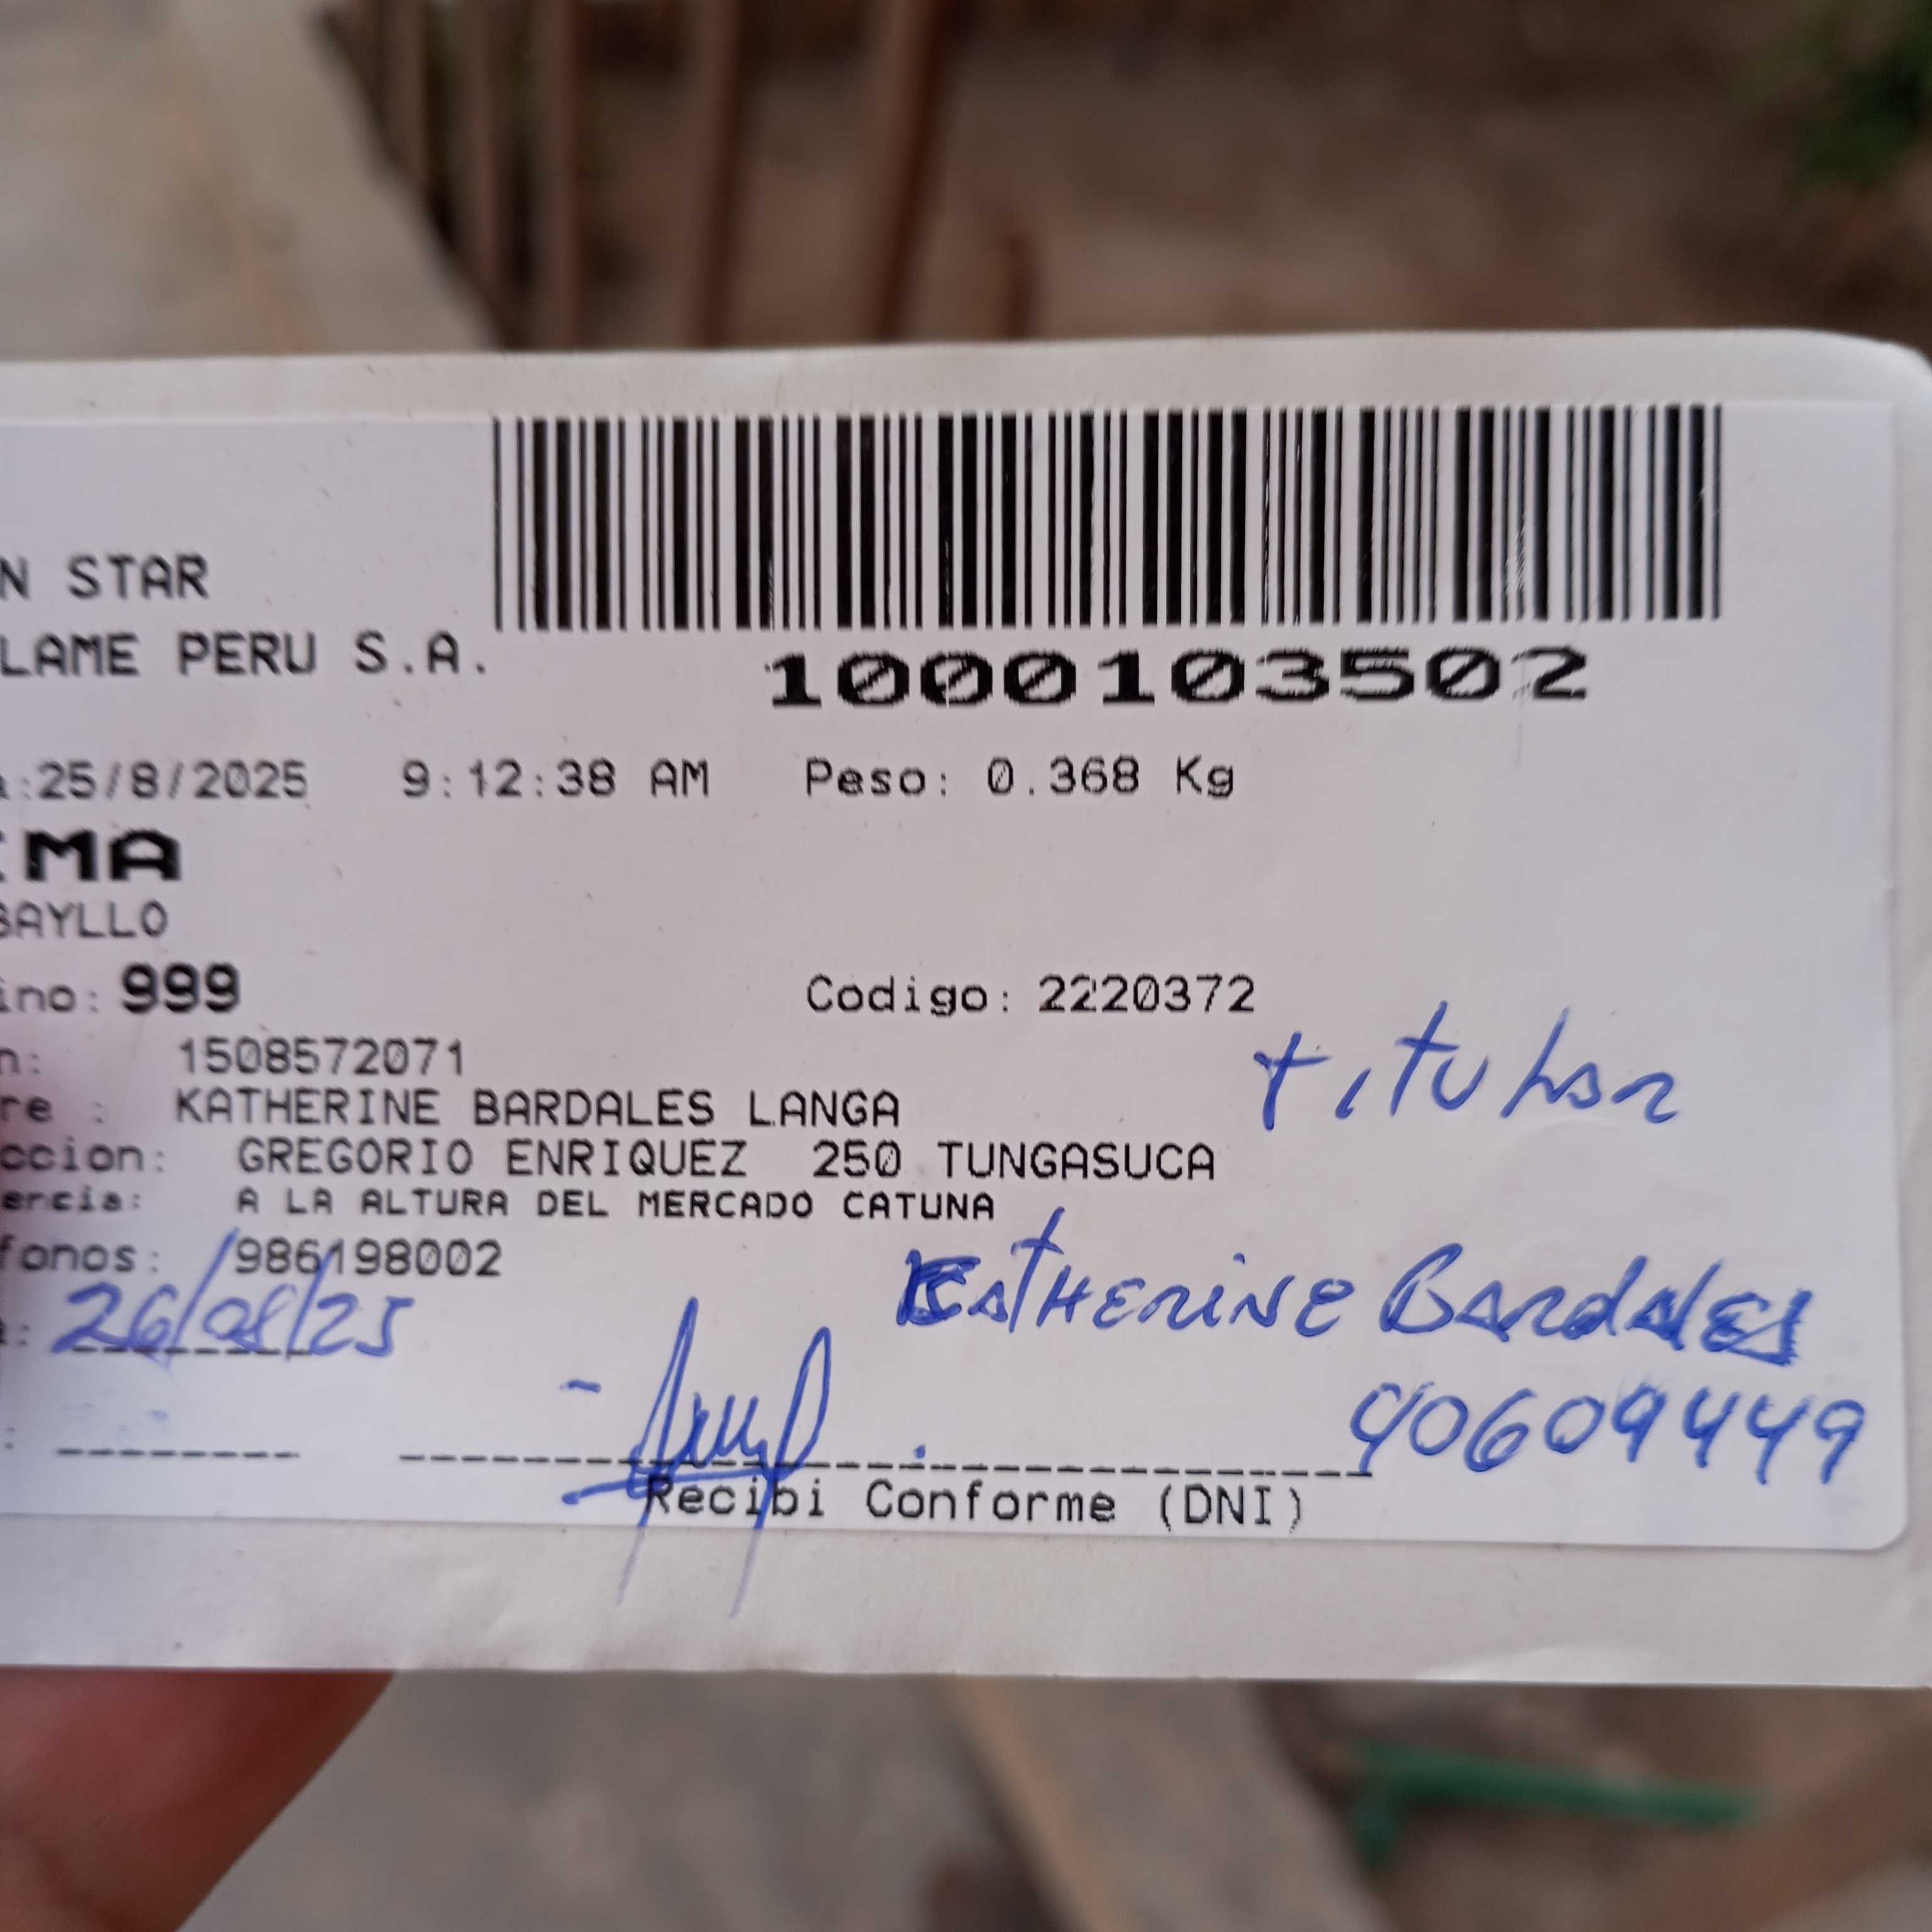 N STAR
LAME PERU S.A.
1000103502
a:25/8/2025 9:12:38 AM Peso: 0.368 Kg
IMA
BAYLLO
ino: 999 Codigo: 2220372
n: 1508572071
titular
re : KATHERINE BARDALES LANGA
ccion: GREGORIO ENRIQUEZ 250 TUNGASUCA
encia: A LA ALTURA DEL MERCADO CATUNA
fonos: 986198002
Katherine Bardales
a: 26/08/25
40609449
Recibi Conforme (DNI)